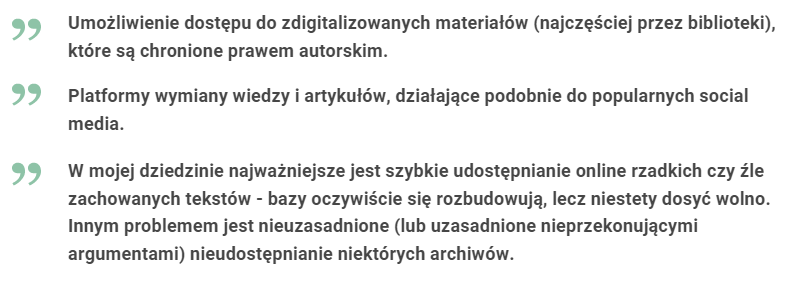 Umożliwienie dostępu do zdigitalizowanych materiałów (najczęściej przez biblioteki),
które są chronione prawem autorskim.
Platformy wymiany wiedzy i artykułów, działające podobnie do popularnych social
media.
W mojej dziedzinie najważniejsze jest szybkie udostępnianie online rzadkich czy źle
zachowanych tekstów - bazy oczywiście się rozbudowują, lecz niestety dosyć wolno.
Innym problemem jest nieuzasadnione (lub uzasadnione nieprzekonującymi
argumentami) nieudostępnianie niektórych archiwów.